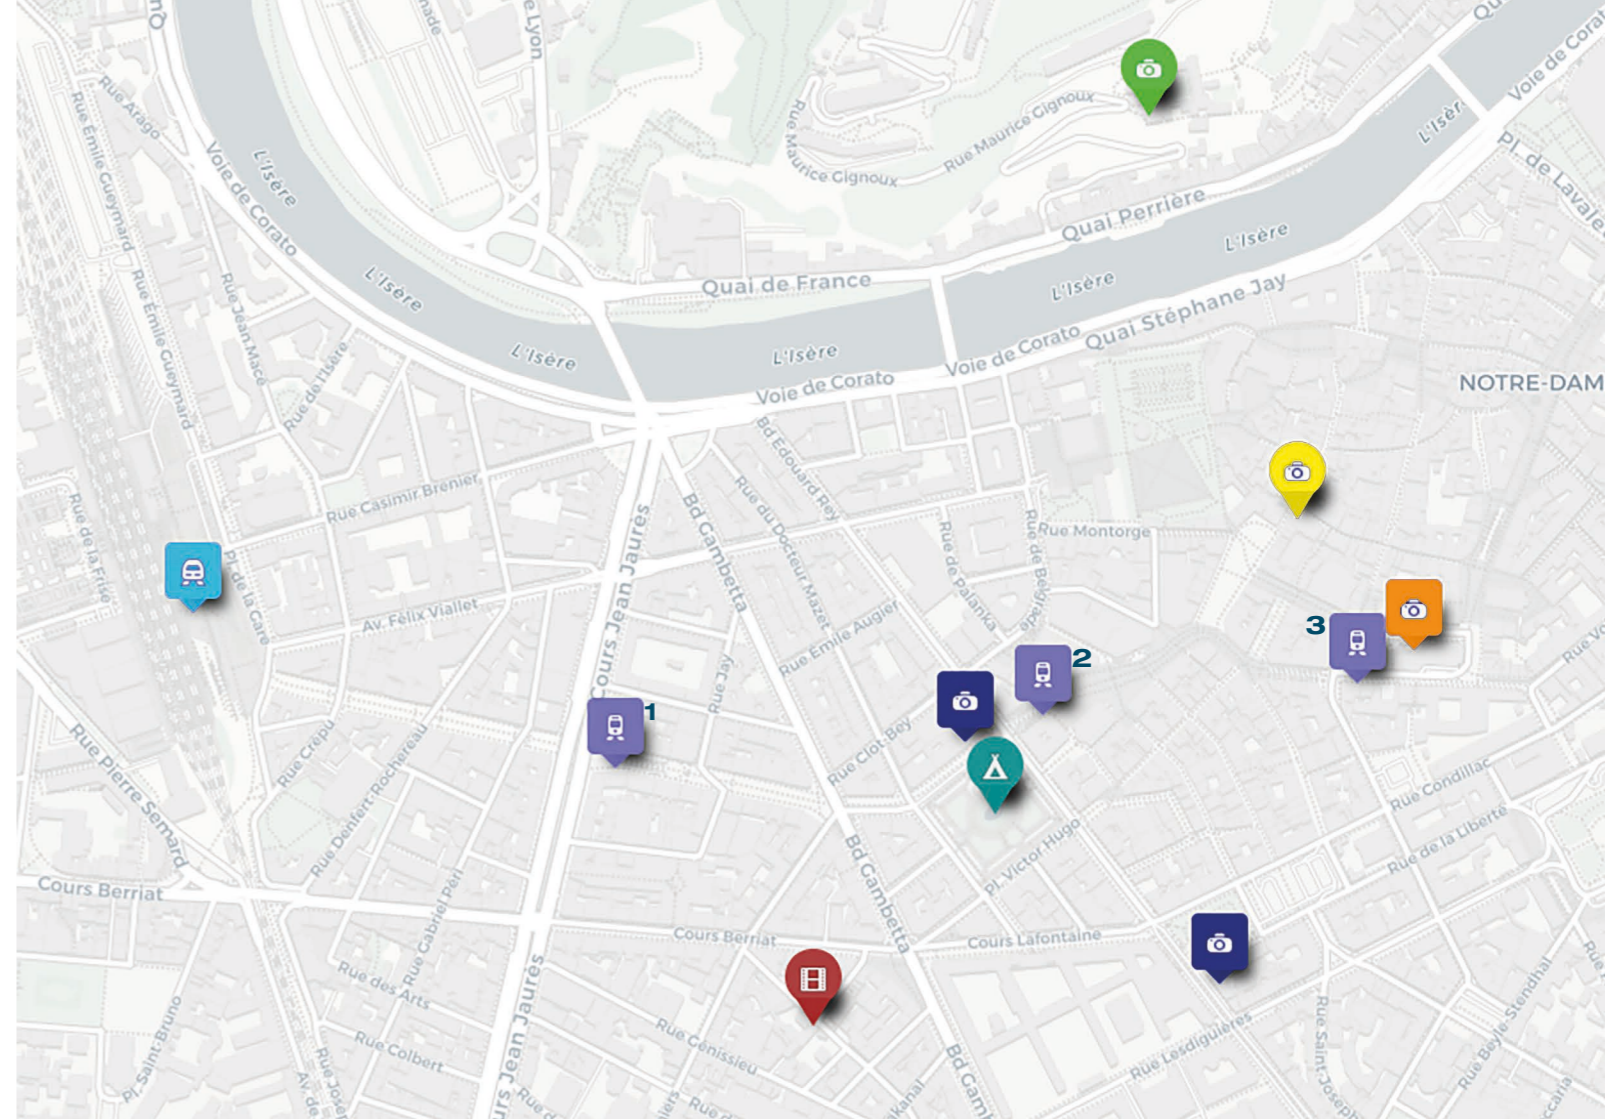 Rue Arago
Rue Émile Gueymard
Voie de Corato
L'Isère
Rue Maurice Gignoux
Rue Maurice Gignoux
L'Isère
Voie de Corato
Pl. de Lavalette
Quai Perrière
L'Isère
Quai de France
L'Isère
Quai Stéphane Jay
L'Isère
Rue Émile Gueymard
Rue Jean Macé
Rue de l'Isère
L'Isère
L'Isère
Voie de Corato
Voie de Corato
NOTRE-DAM
Bd Edouard Rey
Rue Casimir Brenier
Rue de la Frise
Pl. de la Gare
Cours Jean Jaurès
Bd Gambetta
Rue du Docteur Mazet
Rue de Palanka
Rue de Belgrade
Rue Montorge
Av. Félix Viallet
Rue Emile Augier
Rue Jay
1
2
3
Rue Clot Bey
Rue Crépu
Rue Denfert-Rochereau
Rue Pierre Semard
Rue Condillac
Rue de la Liberté
Pl. Victor Hugo
Bd Gambetta
Cours Berriat
Rue Gabriel Péri
Cours Berriat
Cours Lafontaine
Rue des Arts
Rue Colbert
Pl. Saint-Bruno
urs Jean Jaurès
Rue Génissieu
Bd Gam
Rue Lesdiguières
Rue Saint-Josep
Rue Beyle-Stendhal